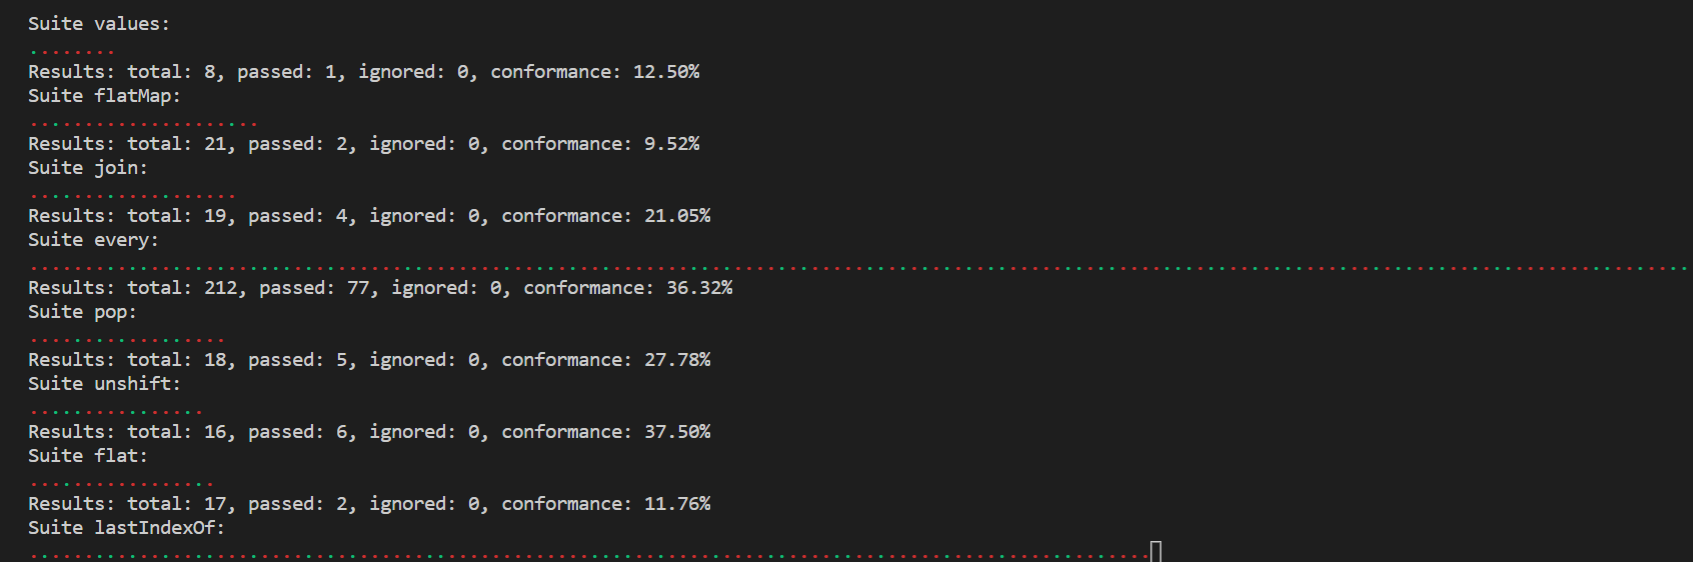 Suite values:
........
Results: total: 8, passed: 1, ignored: 0, conformance: 12.50%
Suite flatMap:
.....................
Results: total: 21, passed: 2, ignored: 0, conformance: 9.52%
Suite join:
...................
Results: total: 19, passed: 4, ignored: 0, conformance: 21.05%
Suite every:
.......................................................................................................................................................
Results: total: 212, passed: 77, ignored: 0, conformance: 36.32%
Suite pop:
..................
Results: total: 18, passed: 5, ignored: 0, conformance: 27.78%
Suite unshift:
................
Results: total: 16, passed: 6, ignored: 0, conformance: 37.50%
Suite flat:
.................
Results: total: 17, passed: 2, ignored: 0, conformance: 11.76%
Suite lastIndexOf:
......................................................................................................